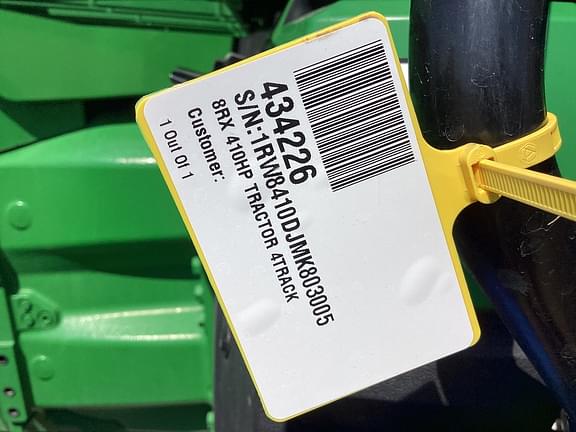 434226
S/N:1RW8410DJMK803005
8RX 410HP TRACTOR 4TRACK
Customer:
1 Out Of 1